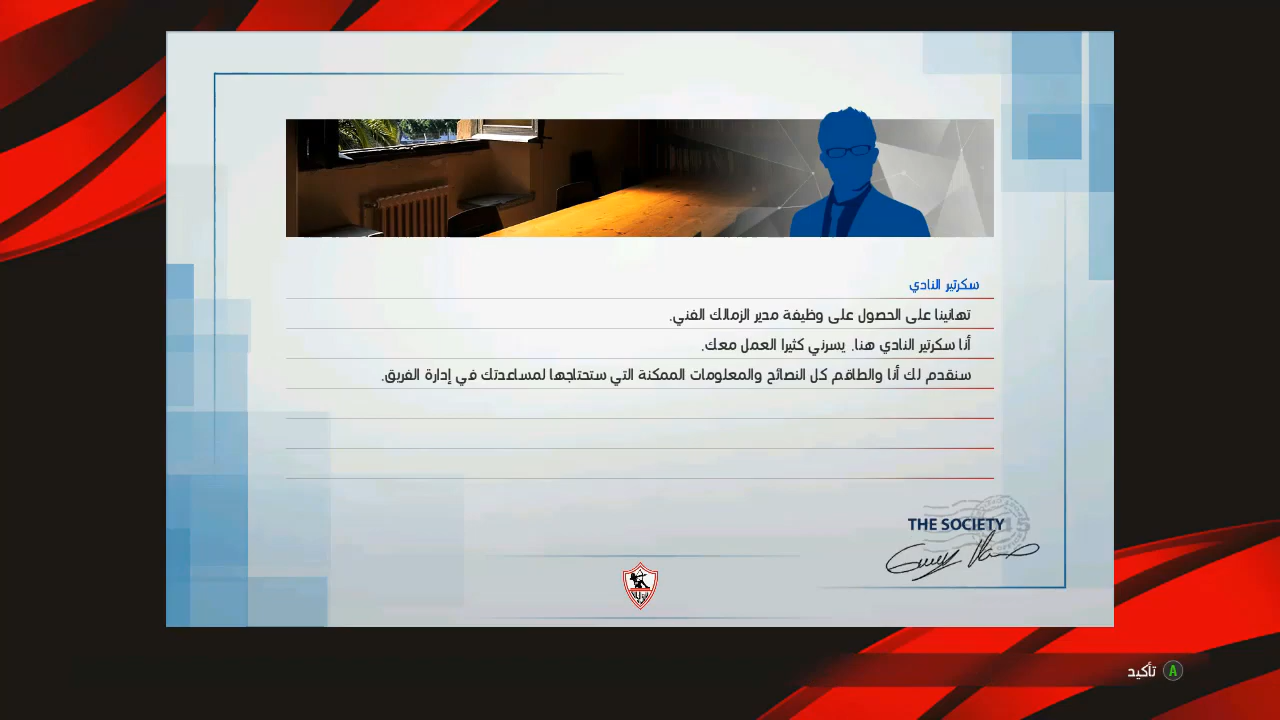 سكرتير النادي
تهانينا على الحصول على وظيفة مدير الزمالك الفني.
أنا سكرتير النادي هنا. يسرني كثيرا العمل معك.
سنقدم لك أنا والطاقم كل النصائح والمعلومات الممكنة التي ستحتاجها لمساعدتك في إدارة الفريق.
THE SOCIETY
تأكيد A